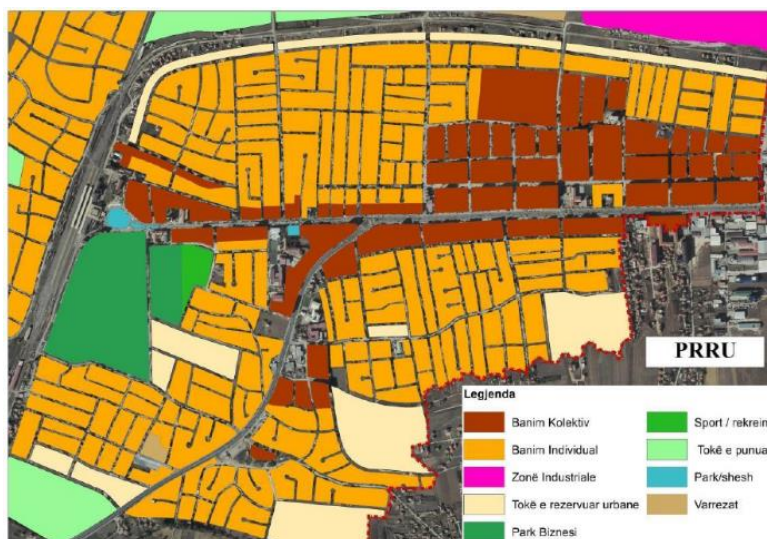 PRRU
Legjenda
Banim Kolektiv
Banim Individual
Zonë Industriale
Tokë e rezervuar urbane
Park Biznesi
Sport / rekrein
Tokë e punua
Park/shesh
Varrezat